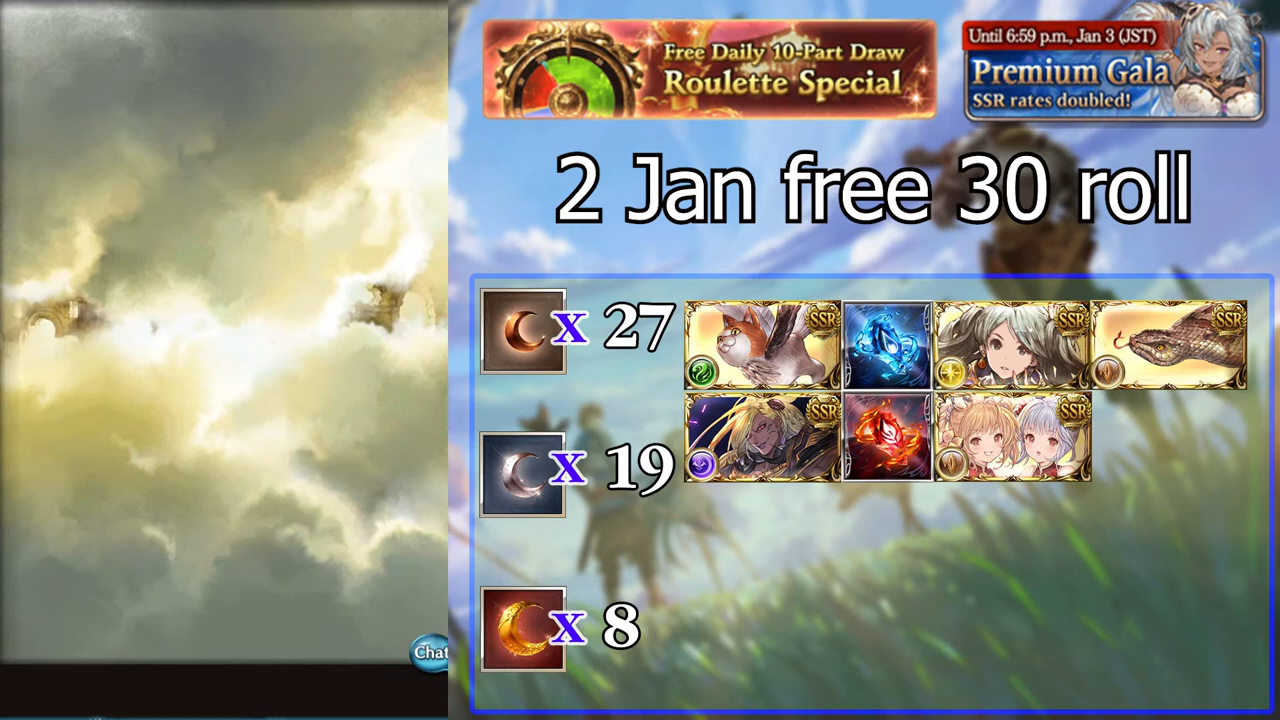 Free Daily 10-Part Draw
Roulette Special
Until 6:59 p.m., Jan 3 (JST)
Premium Gala
SSR rates doubled!
2 Jan free 30 roll
x 27
SSR
SSR
SSR
SSR
SSR
x 19
x 8
Chat